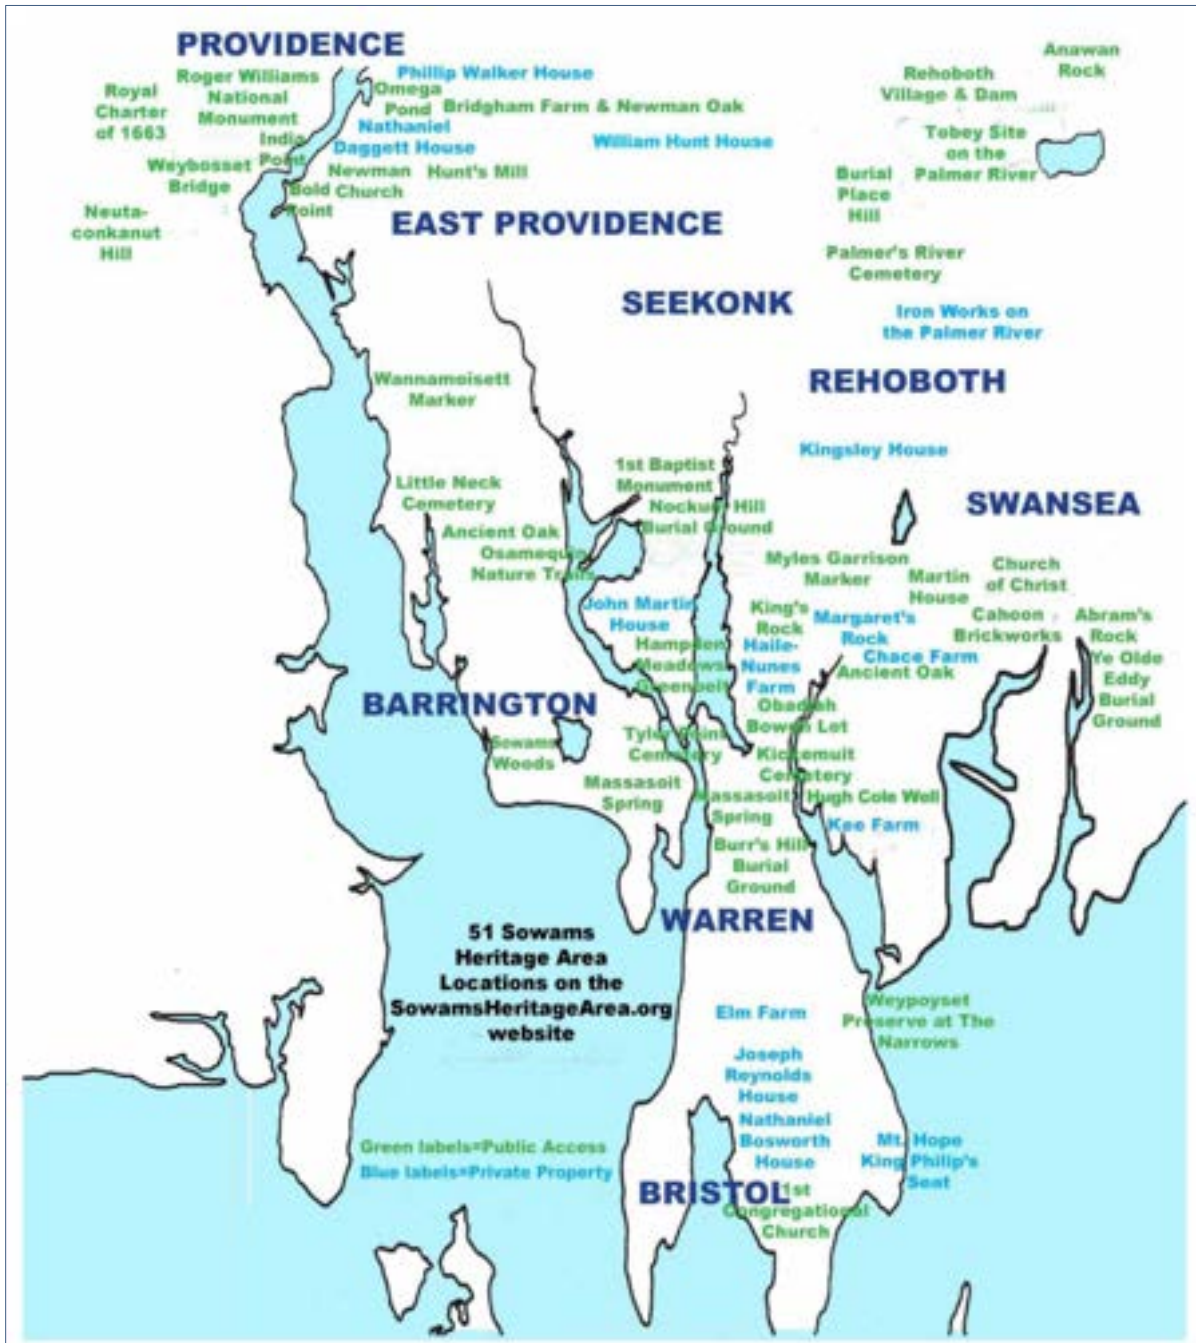 PROVIDENCE
Royal
Charter
of 1663
Roger Williams
National
Monument
India
Point
Weybosset
Bridge
Neuta-
conkanut
Hill
Phillip Walker House
Omega
Pond
Bridgham Farm & Newman Oak
Nathaniel
Daggett House
William Hunt House
Newman
Church
Hunt's Mill
Bold
Point
EAST PROVIDENCE
Anawan
Rock
Rehoboth
Village & Dam
Tobey Site
on the
Palmer River
Burial
Place
Hill
Palmer's River
Cemetery
SEEKONK
Iron Works on
the Palmer River
REHOBOTH
Wannamoisett
Marker
Kingsley House
Little Neck
Cemetery
1st Baptist
Monument
Nockum Hill
Burial Ground
SWANSEA
Ancient Oak
Osamequin
Nature Trails
Myles Garrison
Marker
Martin
House
Church
of Christ
John Martin
House
King's
Rock
Margaret's
Rock
Cahoon
Brickworks
Abram's
Rock
Hampden
Meadows
Greenbelt
Haile-
Nunes
Farm
Chace Farm
Ancient Oak
Ye Olde
Eddy
Burial
Ground
BARRINGTON
Obadiah
Bowen Lot
Sowams
Woods
Tyler Point
Cemetery
Kickemuit
Cemetery
Massasoit
Spring
Massasoit
Spring
Hugh Cole Well
Kee Farm
Burr's Hill
Burial
Ground
WARREN
51 Sowams
Heritage Area
Locations on the
SowamsHeritageArea.org
website
Elm Farm
Weypoyset
Preserve at The
Narrows
Joseph
Reynolds
House
Nathaniel
Bosworth
House
Mt. Hope
King Philip's
Seat
Green labels=Public Access
Blue labels=Private Property
BRISTOL
1st
Congregational
Church